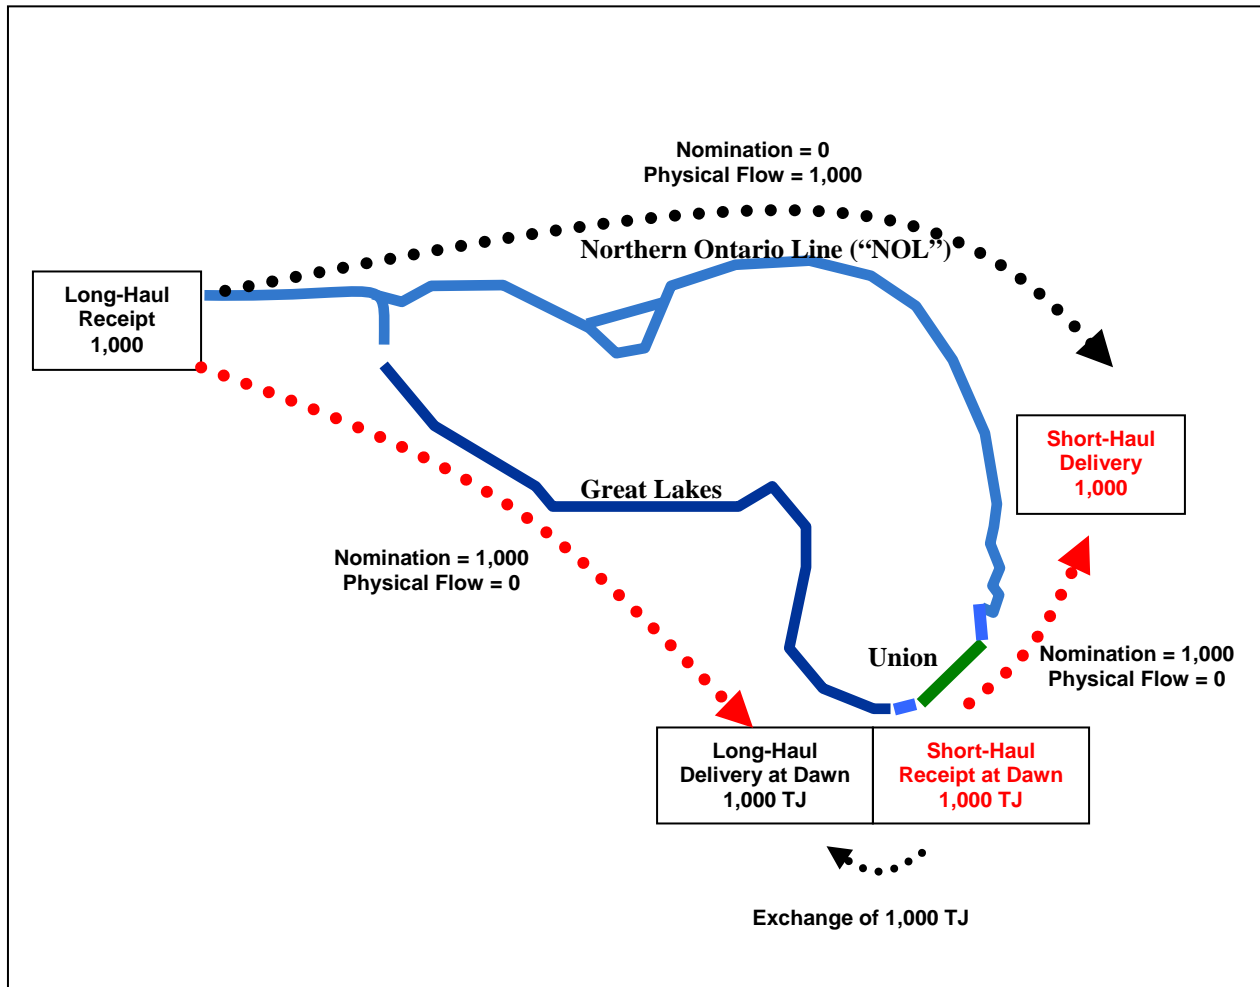 Nomination = 0
Physical Flow = 1,000
Northern Ontario Line (“NOL”)
Long-Haul
Receipt
1,000
Short-Haul
Delivery
1,000
Great Lakes
Nomination = 1,000
Physical Flow = 0
Union
Nomination = 1,000
Physical Flow = 0
Long-Haul
Delivery at Dawn
1,000 TJ
Short-Haul
Receipt at Dawn
1,000 TJ
Exchange of 1,000 TJ